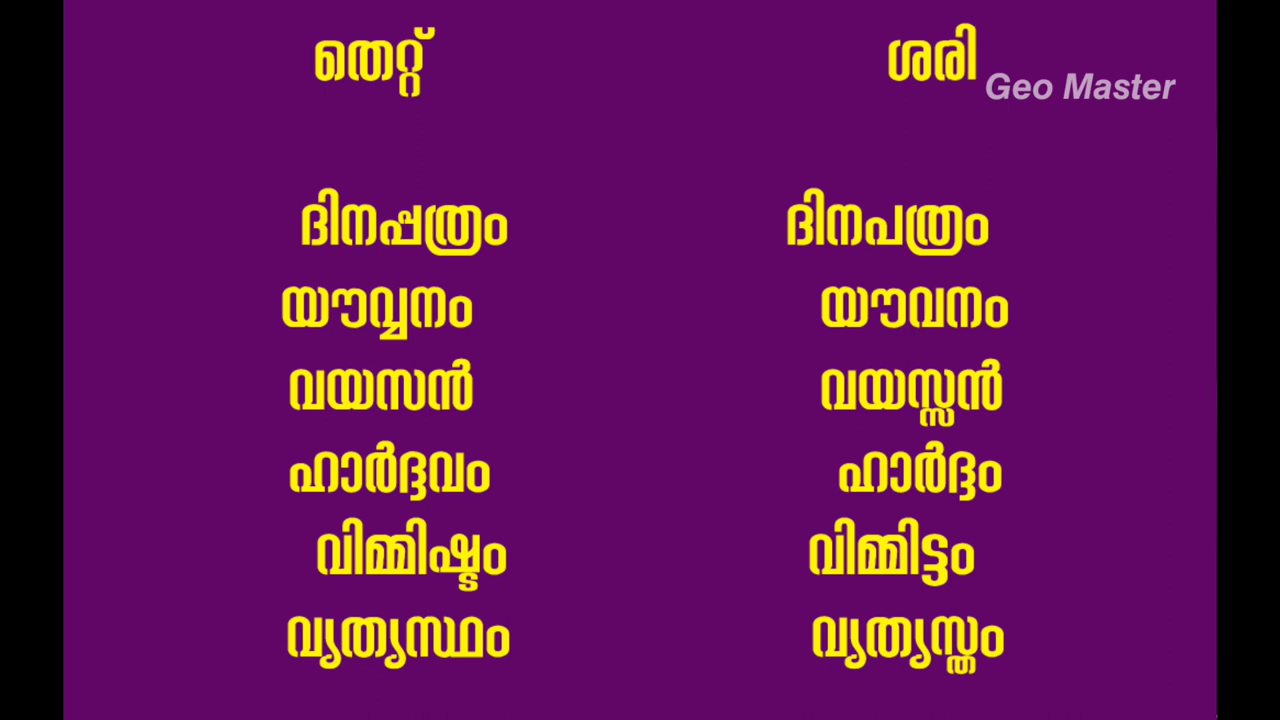 തെറ്റ് ശരി
Geo Master
ദിനപ്പത്രം ദിനപത്രം
യൗവ്വനം യൗവനം
വയസൻ വയസ്സൻ
ഹാർദ്ദവം ഹാർദ്ദം
വിമ്മിഷ്ടം വിമ്മിട്ടം
വ്യത്യസ്ഥം വ്യത്യസ്തം